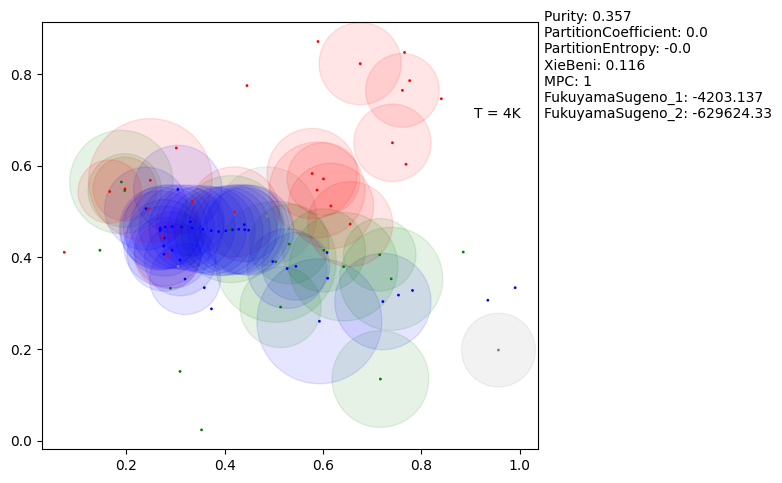 Purity: 0.357
PartitionCoefficient: 0.0
PartitionEntropy: -0.0
XieBeni: 0.116
MPC: 1
FukuyamaSugeno_1: -4203.137
FukuyamaSugeno_2: -629624.33
T = 4K
0.8
0.6
0.4
0.2
0.0
0.2 0.4 0.6 0.8 1.0